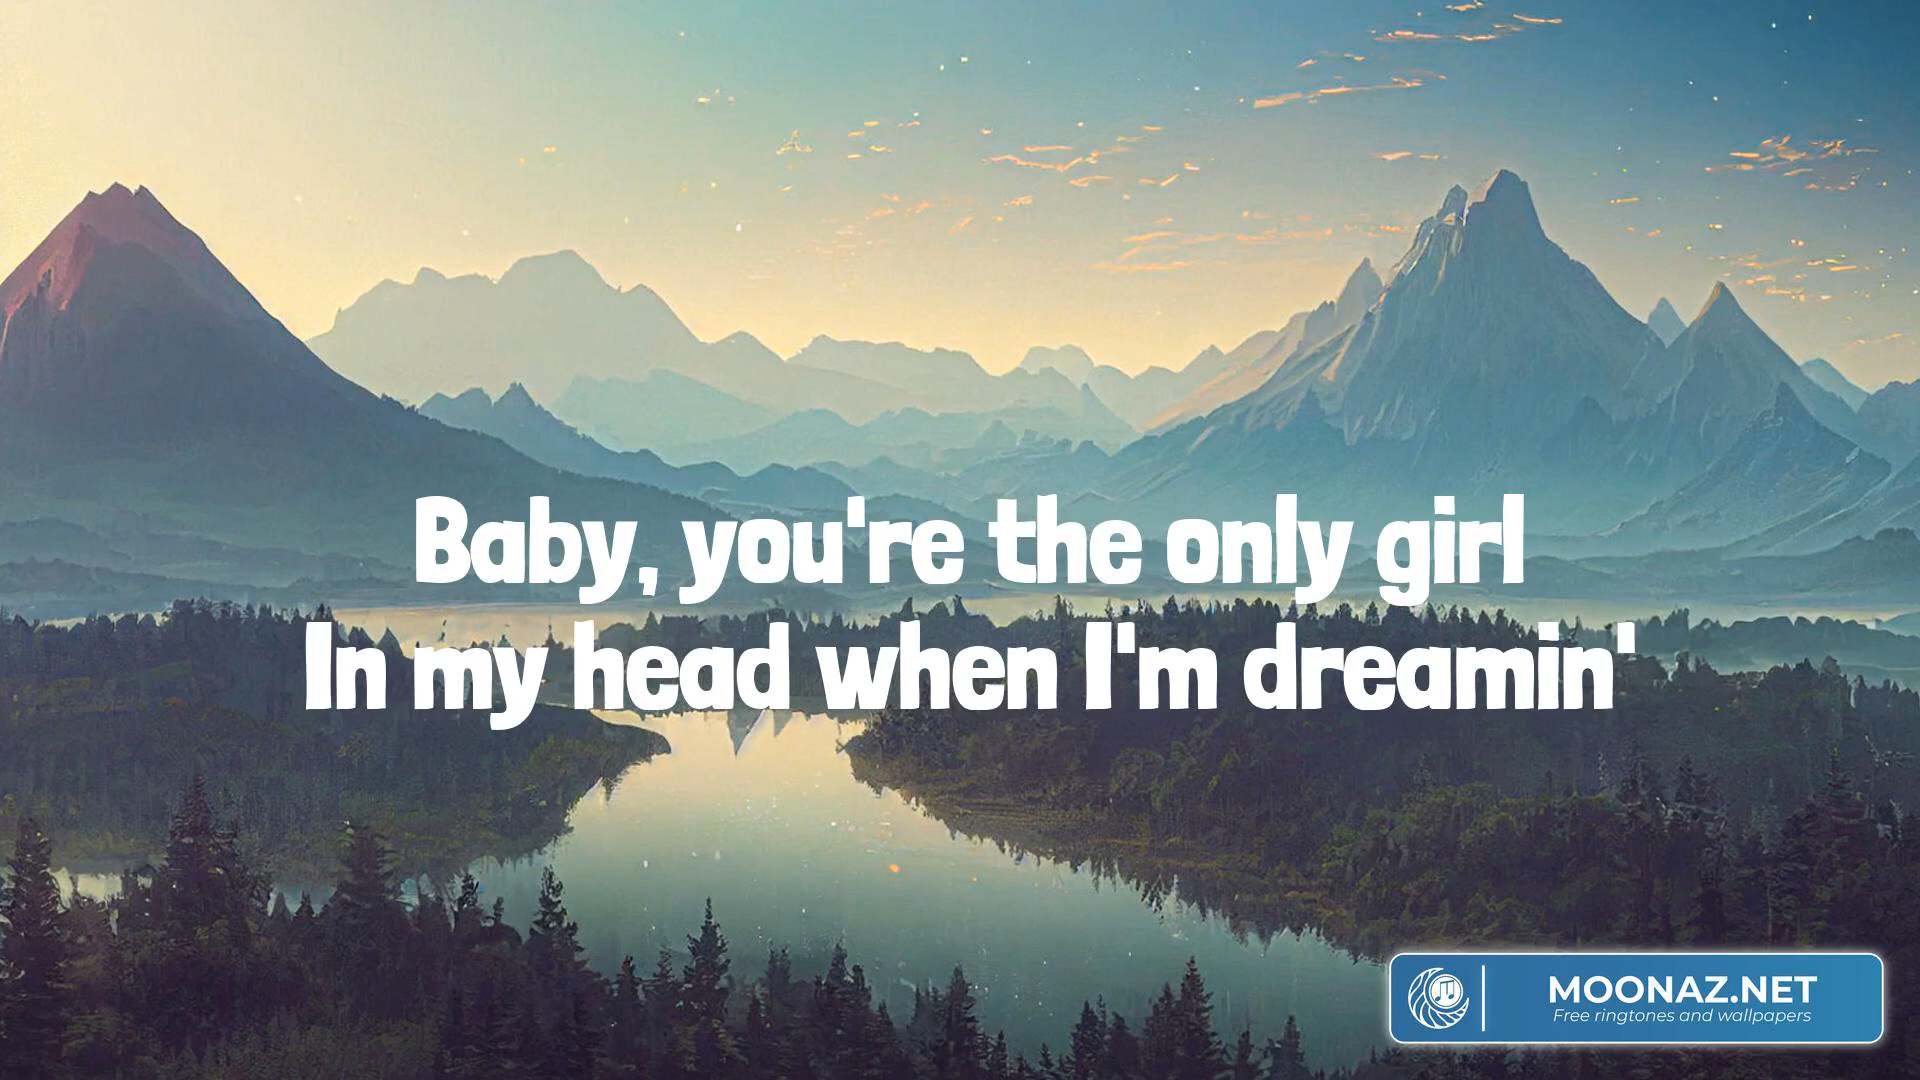 Baby, you're the only girl
In my head when I'm dreamin'
MOONAZ.NET
Free ringtones and wallpapers